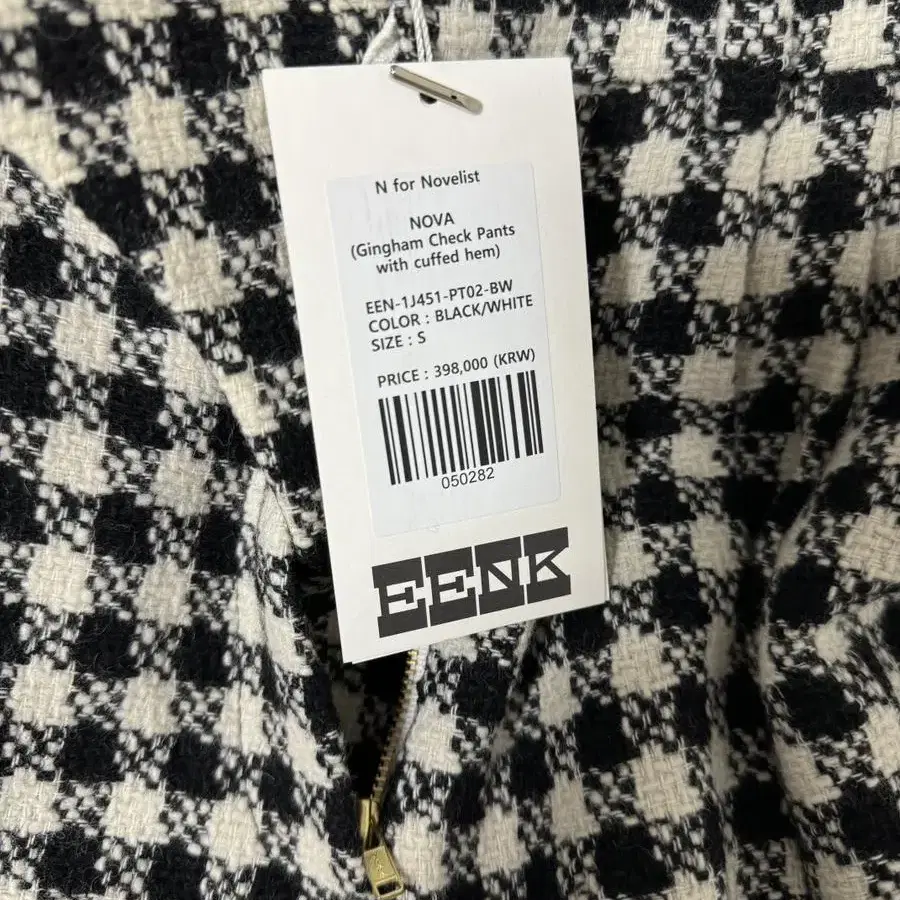 N for Novelist
NOVA
(Gingham Check Pants
with cuffed hem)
EEN-1J451-PT02-BW
COLOR : BLACK/WHITE
SIZE : S
PRICE : 398,000 (KRW)
050282
EENK